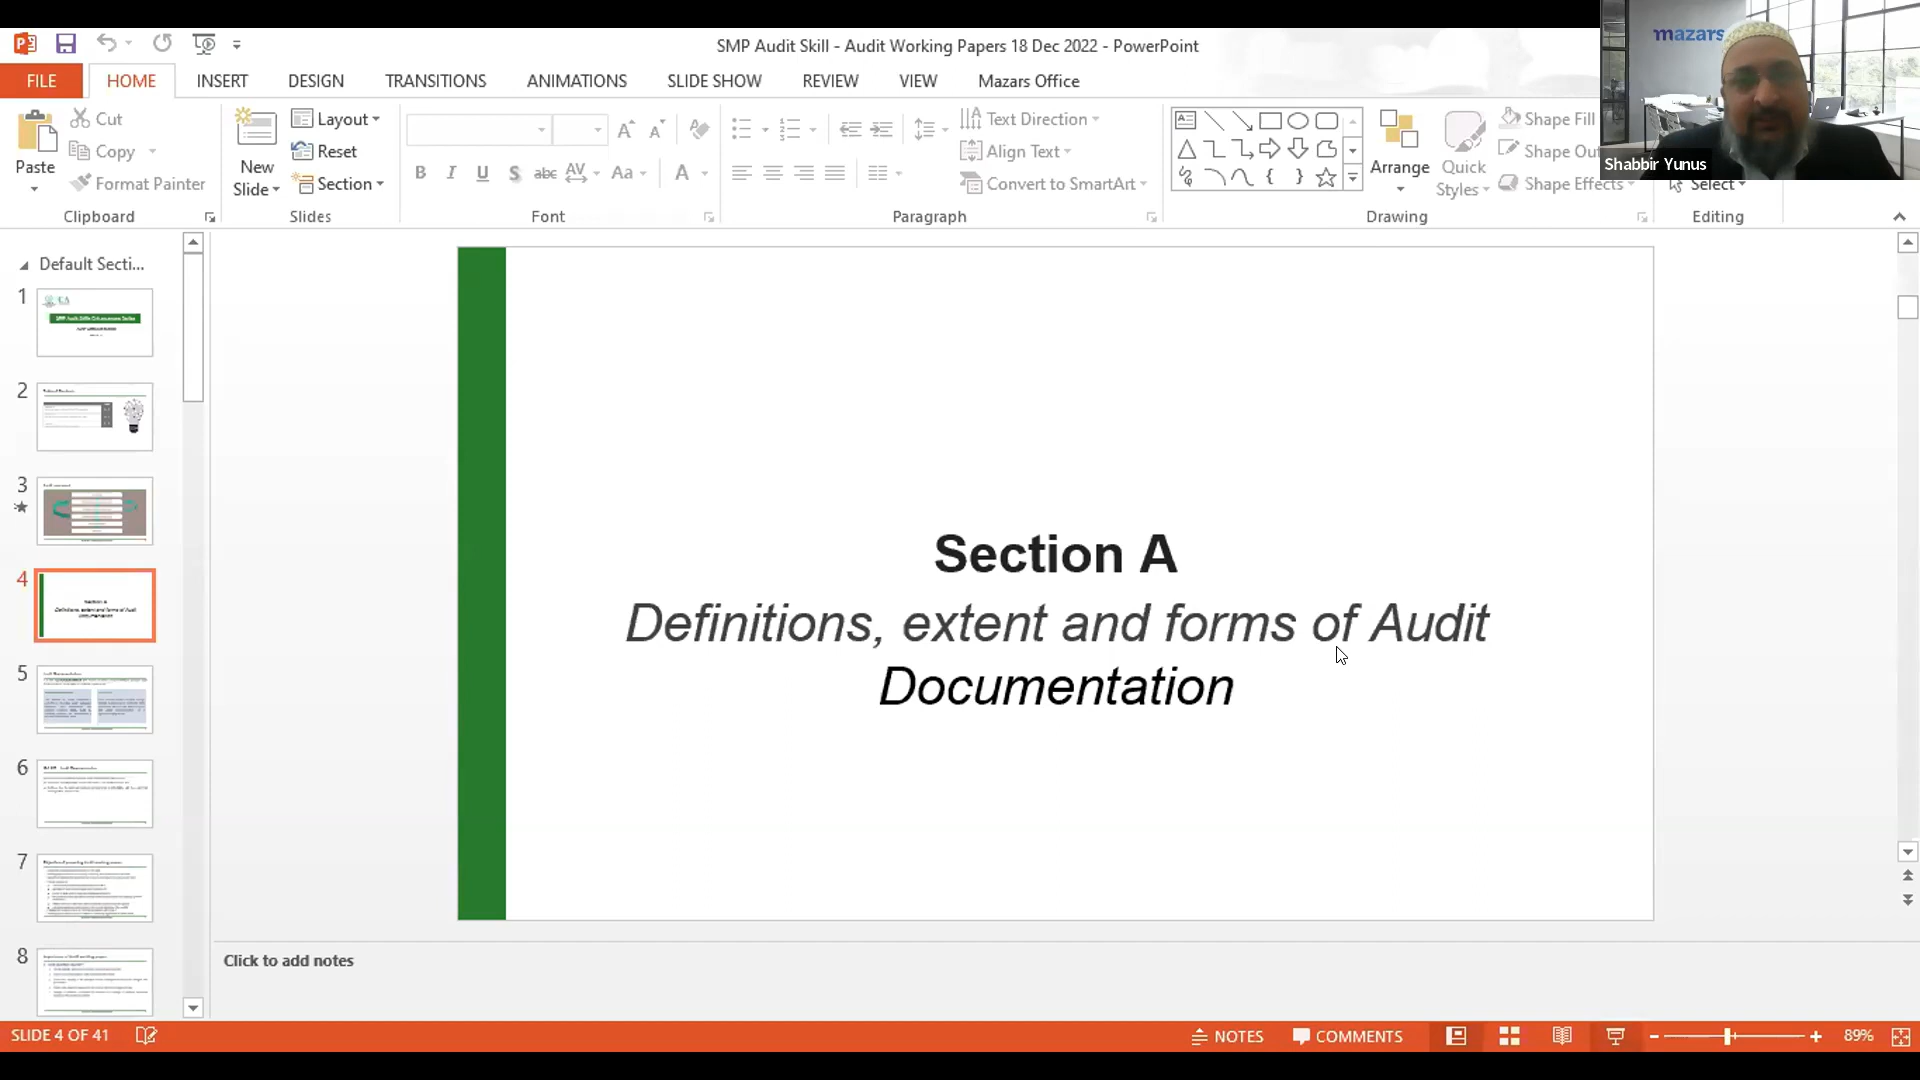 SMP Audit Skill - Audit Working Papers 18 Dec 2022 - PowerPoint
mazars
FILE
HOME
INSERT
DESIGN
TRANSITIONS
ANIMATIONS
SLIDE SHOW
REVIEW
VIEW
Mazars Office
Paste
Cut
Copy
Format Painter
Clipboard
New
Slide
Layout
Reset
Section
Slides
B I U S abc AV Aa A
Font
Text Direction
Align Text
Convert to SmartArt
Paragraph
Arrange
Quick
Styles
Shape Fill
Shape Ou
Shape Effects
Drawing
Select
Editing
Shabbir Yunus
Default Secti...
1
2
3
4
5
6
7
8
Section A
Definitions, extent and forms of Audit
Documentation
Click to add notes
SLIDE 4 OF 41
NOTES
COMMENTS
89%